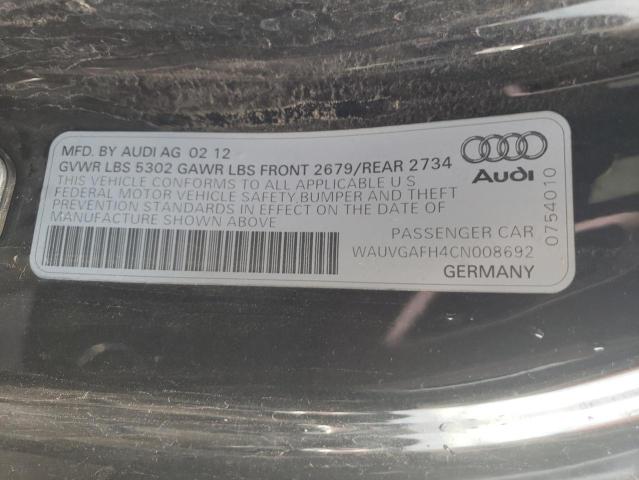 MFD. BY AUDI AG 02 12
GVWR LBS 5302 GAWR LBS FRONT 2679/REAR 2734
THIS VEHICLE CONFORMS TO ALL APPLICABLE U S
FEDERAL MOTOR VEHICLE SAFETY,BUMPER AND THEFT
PREVENTION STANDARDS IN EFFECT ON THE DATE OF
MANUFACTURE SHOWN ABOVE
Audi
PASSENGER CAR
WAUVGAFH4CN008692
GERMANY
0754010